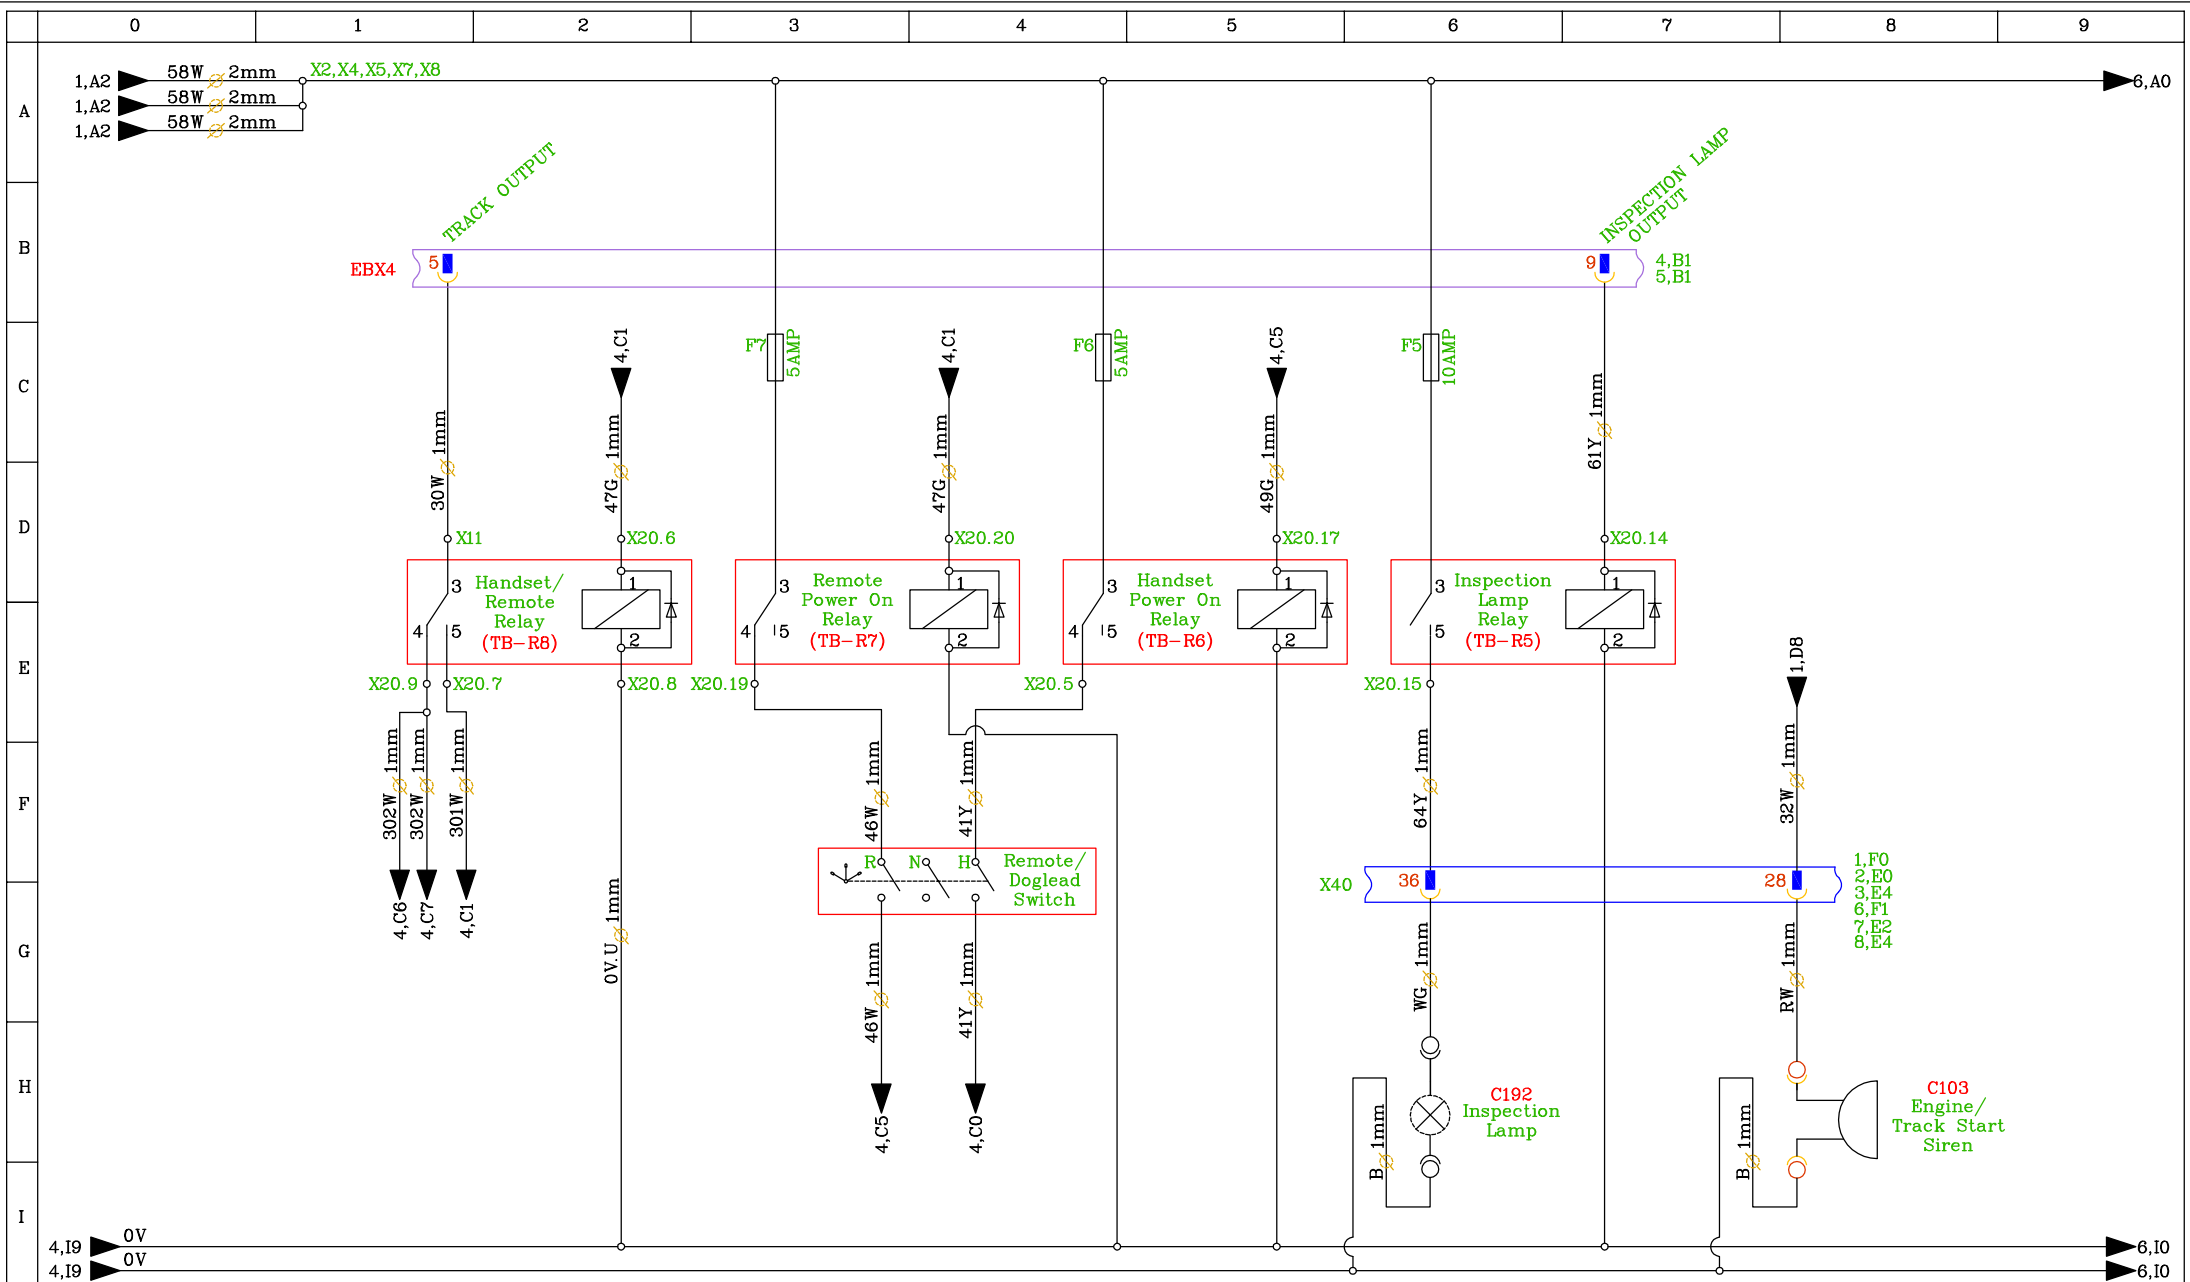 0 1 2 3 4 5 6 7 8 9
A
B
C
D
E
F
G
H
I
1,A2 58W 2mm
1,A2 58W 2mm
1,A2 58W 2mm
X2,X4,X5,X7,X8
6,A0
TRACK OUTPUT
INSPECTION LAMP
OUTPUT
EBX4
5
9
4,B1
5,B1
30W 1mm
X11
4,C1
47G 1mm
X20.6
F7
5AMP
4,C1
47G 1mm
X20.20
F6
5AMP
4,C5
49G 1mm
X20.17
F5
10AMP
61Y 1mm
X20.14
3
4
5
Handset/
Remote
Relay
(TB-R8)
1
2
3
4
5
Remote
Power On
Relay
(TB-R7)
1
2
3
4
5
Handset
Power On
Relay
(TB-R6)
1
2
3
5
Inspection
Lamp
Relay
(TB-R5)
1
2
X20.9
X20.7
X20.8
X20.19
X20.5
X20.15
1,D8
302W 1mm
302W 1mm
301W 1mm
4,C6
4,C7
4,C1
0V.U 1mm
46W 1mm
41Y 1mm
R
N
H
Remote/
Doglead
Switch
46W 1mm
41Y 1mm
4,C5
4,C0
64Y 1mm
32W 1mm
X40
36
28
1,F0
2,E0
3,E4
6,F1
7,E2
8,E4
WG 1mm
RW 1mm
C192
Inspection
Lamp
B 1mm
C103
Engine/
Track Start
Siren
B 1mm
4,I9 0V
6,I0
4,I9 0V
6,I0